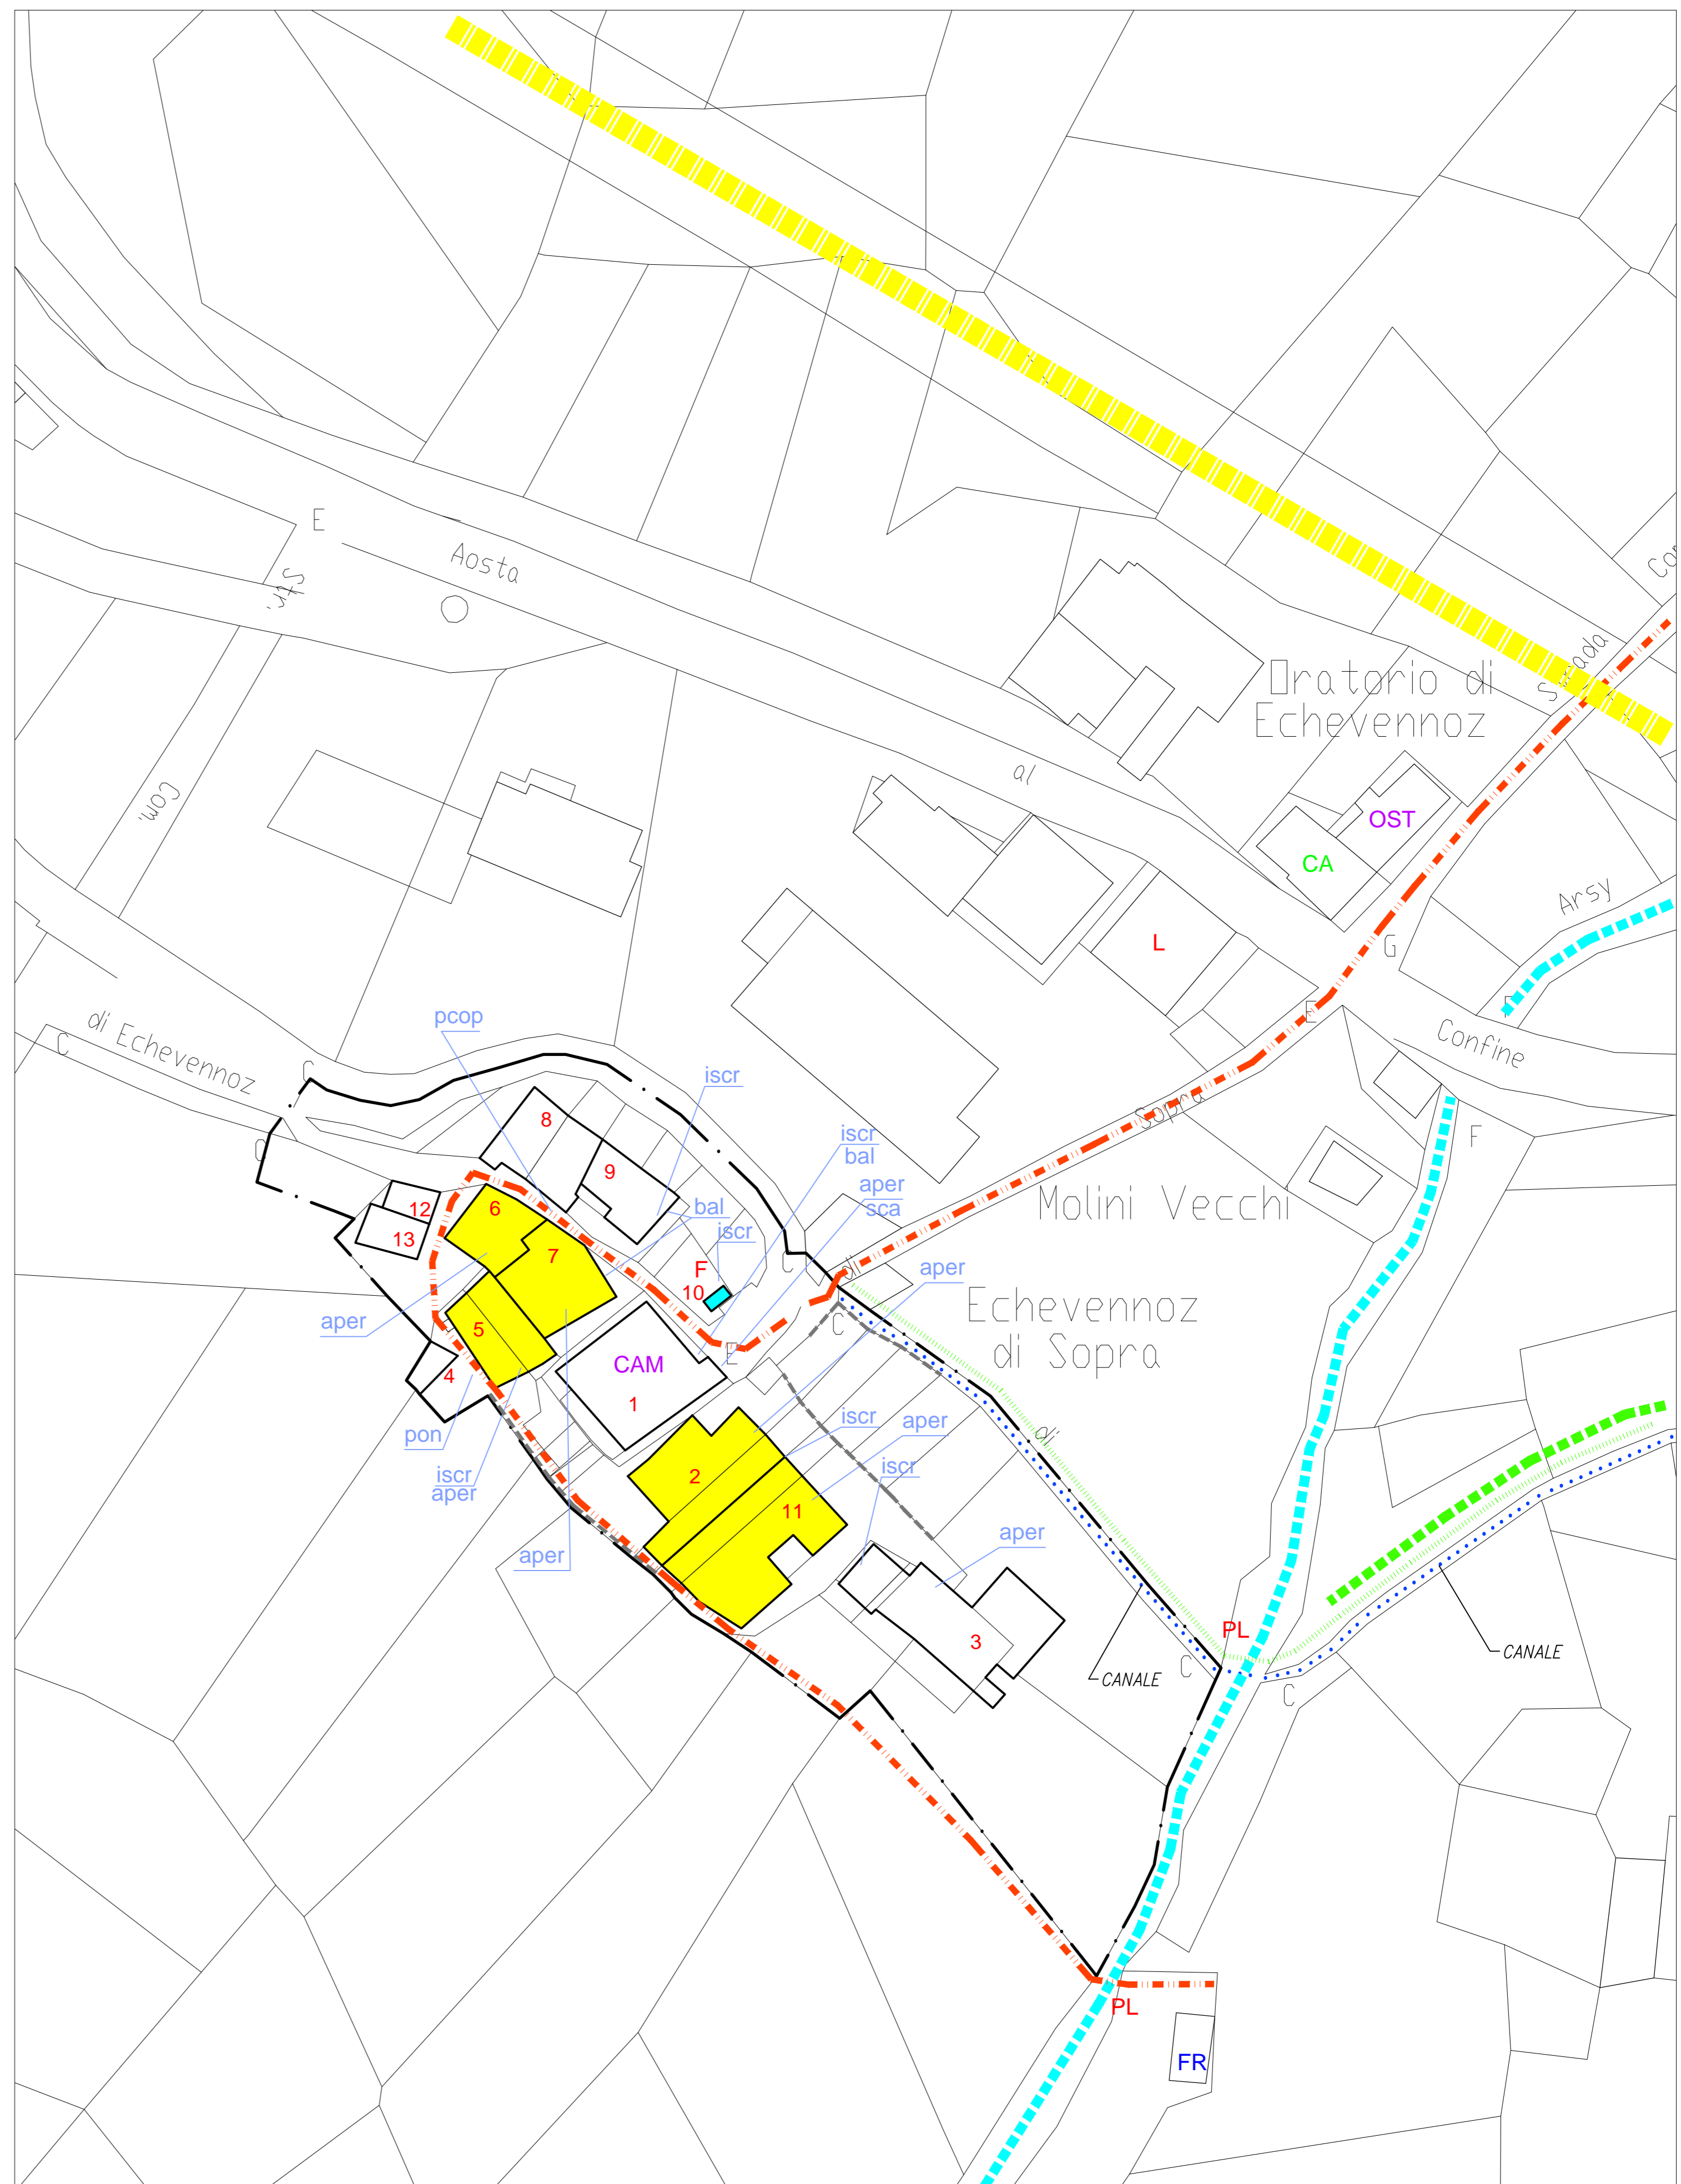 E
Aosta
Str.
Com.
al
Oratorio di
Echevennoz
Strada
OST
CA
Arsy
L
G
E
F
Confine
F
pcop
di Echevennoz
C
C
iscr
8
9
iscr
bal
Sopra
Molini Vecchi
aper
sca
bal
iscr
12
13
6
7
F
10
C
di
aper
Echevennoz
di Sopra
C
aper
5
E
CAM
1
4
pon
iscr
aper
iscr
aper
iscr
di
2
11
aper
aper
3
PL
CANALE
C
C
CANALE
PL
FR